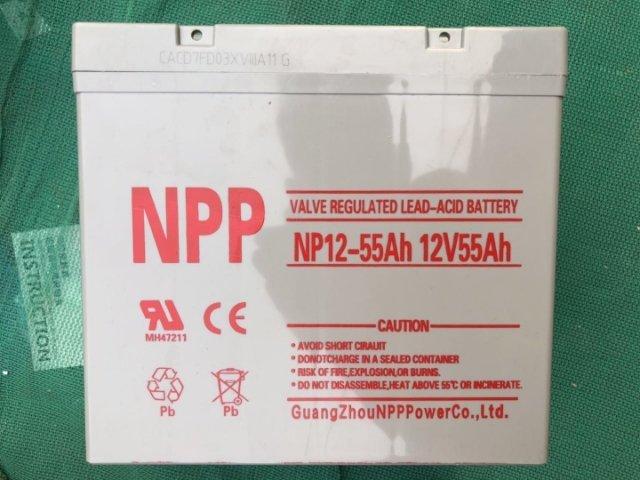 CACD7FD03XVIIIA11 G
NPP
VALVE REGULATED LEAD-ACID BATTERY
NP12-55Ah 12V55Ah
MH47211
CE
CAUTION
• AVOID SHORT CIRAUIT
• DONOTCHARGE IN A SEALED CONTAINER
• RISK OF FIRE,EXPLOSION,OR BURNS.
• DO NOT DISASSEMBLE,HEAT ABOVE 55℃ OR INCINERATE.
Pb
Pb
GuangZhouNPPPowerCo.,Ltd.
INSTRUCTION